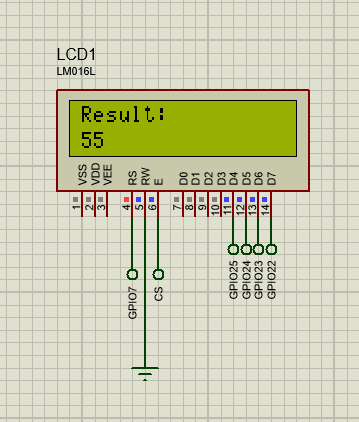 LCD1
LM016L
Result:
55
VSS VDD VEE RS RW E D0 D1 D2 D3 D4 D5 D6 D7
1 2 3 4 5 6 7 8 9 10 11 12 13 14
GPIO7 CS GPIO25 GPIO24 GPIO23 GPIO22